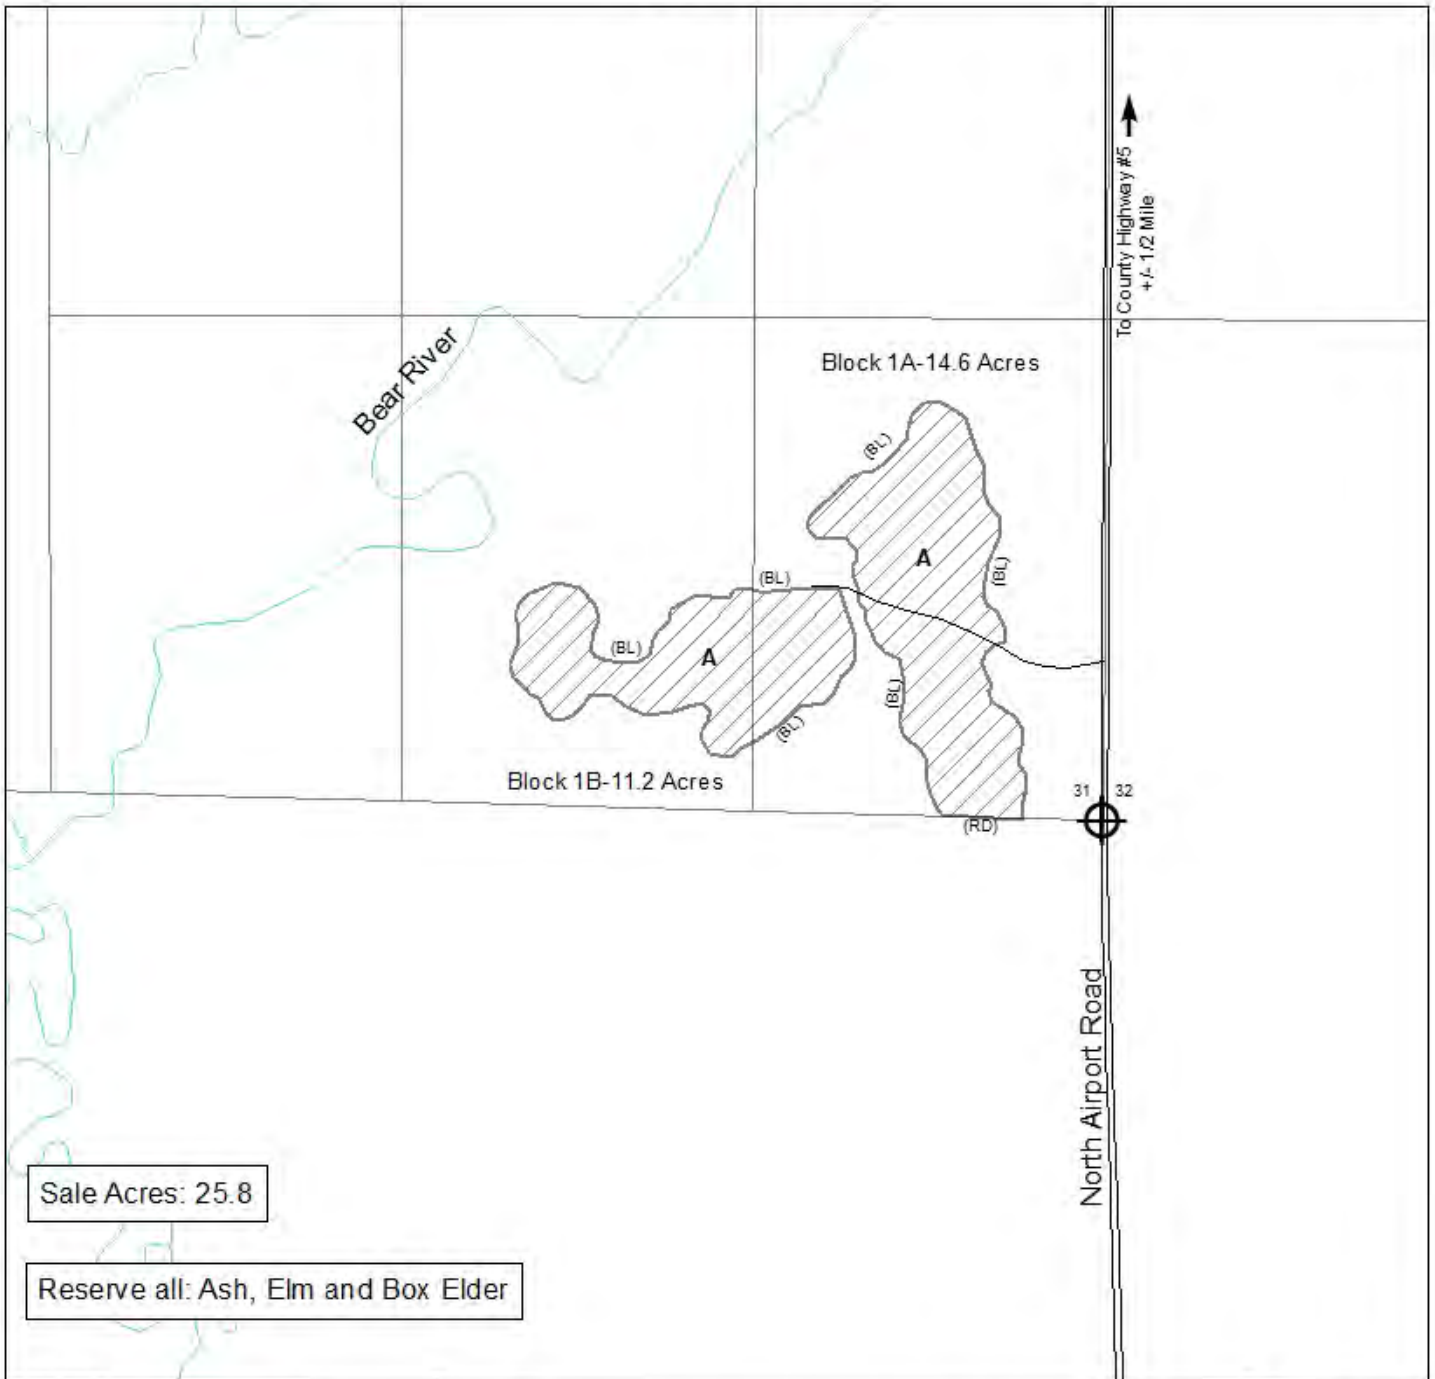 To County Highway #5
+/- 1/2 Mile
Bear River
Block 1A-14.6 Acres
(BL)
A
(BL)
(BL)
(BL)
A
(BL)
(BL)
Block 1B-11.2 Acres
31 32
(RD)
North Airport Road
Sale Acres: 25.8
Reserve all: Ash, Elm and Box Elder